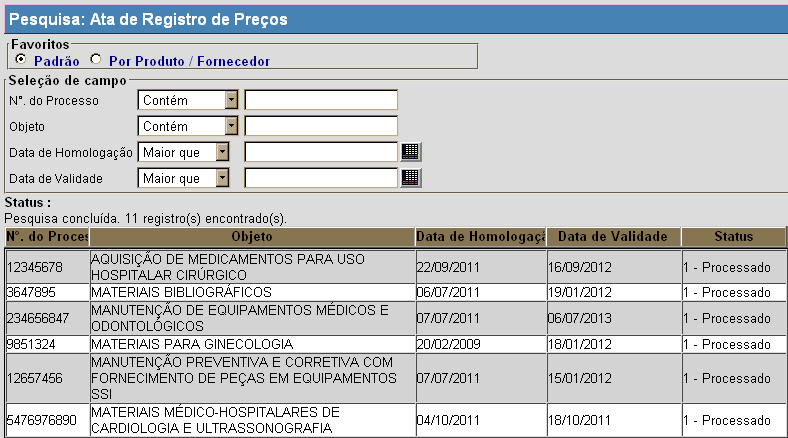 Pesquisa: Ata de Registro de Preços
Favoritos
Padrão Por Produto / Fornecedor
Seleção de campo
Nº. do Processo Contém
Objeto Contém
Data de Homologação Maior que
Data de Validade Maior que
Status :
Pesquisa concluída. 11 registro(s) encontrado(s).
Nº. do Proces Objeto Data de Homologaçã Data de Validade Status
12345678 AQUISIÇÃO DE MEDICAMENTOS PARA USO 22/09/2011 16/09/2012 1 - Processado
HOSPITALAR CIRÚRGICO
3647895 MATERIAIS BIBLIOGRÁFICOS 06/07/2011 19/01/2012 1 - Processado
234656847 MANUTENÇÃO DE EQUIPAMENTOS MÉDICOS E 07/07/2011 06/07/2013 1 - Processado
ODONTOLÓGICOS
9851324 MATERIAIS PARA GINECOLOGIA 20/02/2009 18/01/2012 1 - Processado
12657456 MANUTENÇÃO PREVENTIVA E CORRETIVA COM 07/07/2011 15/01/2012 1 - Processado
FORNECIMENTO DE PEÇAS EM EQUIPAMENTOS
SSI
5476976890 MATERIAIS MÉDICO-HOSPITALARES DE 04/10/2011 18/10/2011 1 - Processado
CARDIOLOGIA E ULTRASSONOGRAFIA